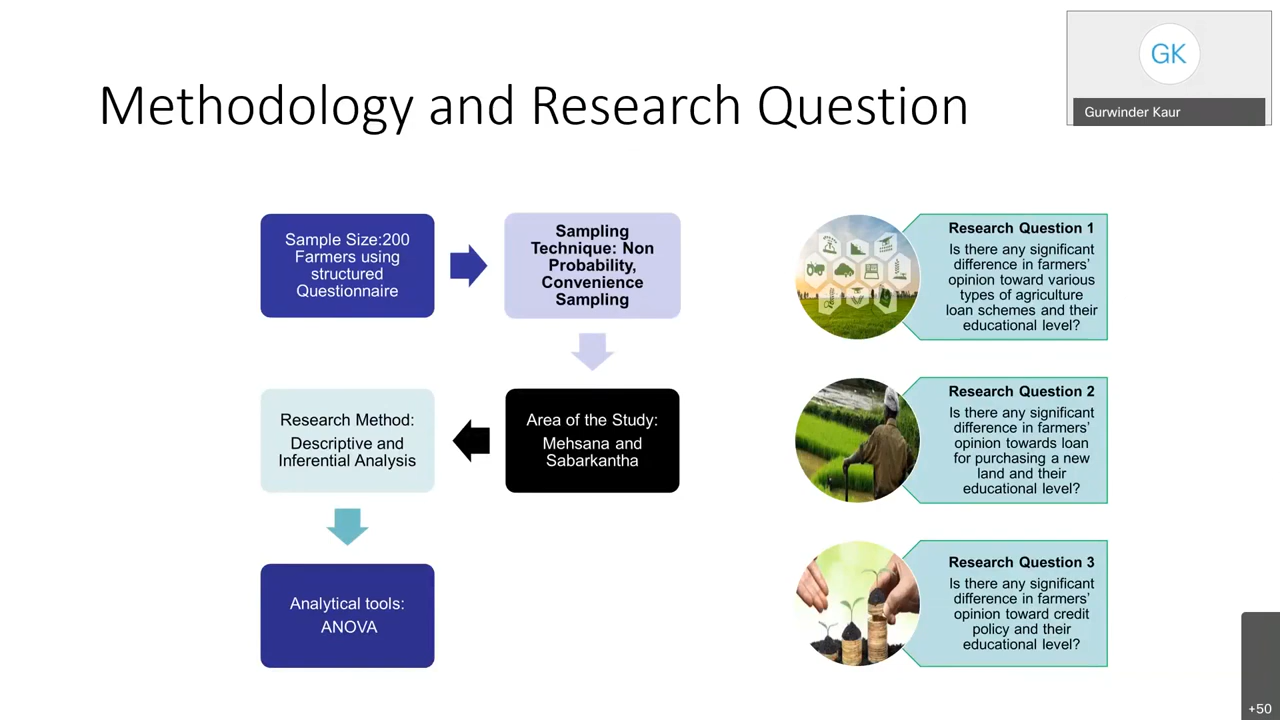 Methodology and Research Question
GK
Gurwinder Kaur
Sample Size:200
Farmers using
structured
Questionnaire
Sampling
Technique: Non
Probability,
Convenience
Sampling
Area of the Study:
Mehsana and
Sabarkantha
Research Method:
Descriptive and
Inferential Analysis
Analytical tools:
ANOVA
Research Question 1
Is there any significant
difference in farmers'
opinion toward various
types of agriculture
loan schemes and their
educational level?
Research Question 2
Is there any significant
difference in farmers'
opinion towards loan
for purchasing a new
land and their
educational level?
Research Question 3
Is there any significant
difference in farmers'
opinion toward credit
policy and their
educational level?
+50